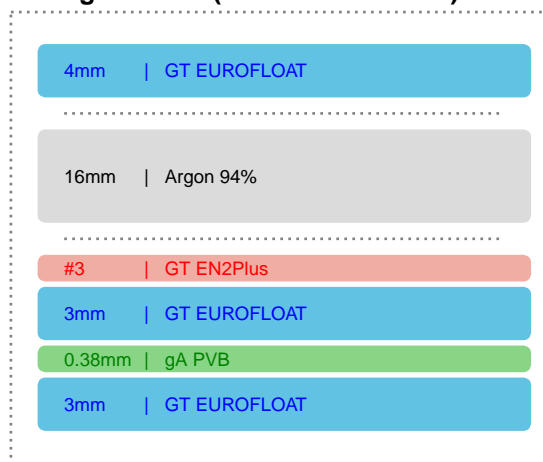 4mm | GT EUROFLOAT
16mm | Argon 94%
#3 | GT EN2Plus
3mm | GT EUROFLOAT
0.38mm | gA PVB
3mm | GT EUROFLOAT